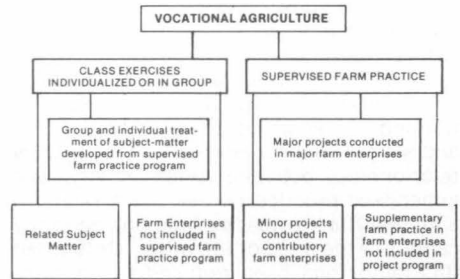 VOCATIONAL AGRICULTURE
CLASS EXERCISES
INDIVIDUALIZED OR IN GROUP
SUPERVISED FARM PRACTICE
Group and individual treat-
ment of subject-matter
developed from supervised
farm practice program
Major projects conducted
in major farm enterprises
Related Subject
Matter
Farm Enterprises
not included in
supervised farm
practice program
Minor projects
conducted in
contributory
farm enterprises
Supplementary
farm practice in
farm enterprises
not included in
project program